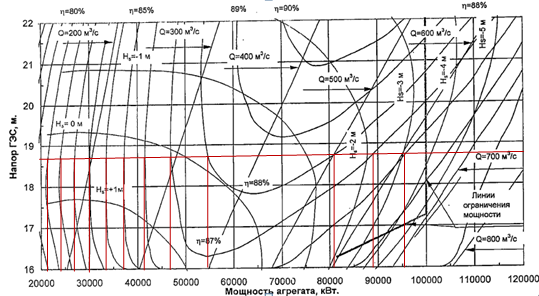 η=80% η=85% 89% η=90% η=88%
22
Q=200 м³/с Q=300 м³/с Q=400 м³/с Q=600 м³/с
Hs=-1 м
Hs=-5 м
21
Q=500 м³/с
Hs=-3 м
Hs=-4 м
20
Напор ГЭС, м.
Hs= 0 м
Hs=-2 м
19
Q=700 м³/с
18
Hs=+1м
η=88%
Линии
ограничения
мощности
17
η=87%
Q=800 м³/с
16
20000 30000 40000 50000 60000 70000 80000 90000 100000 110000 120000
Мощность агрегата, кВт.